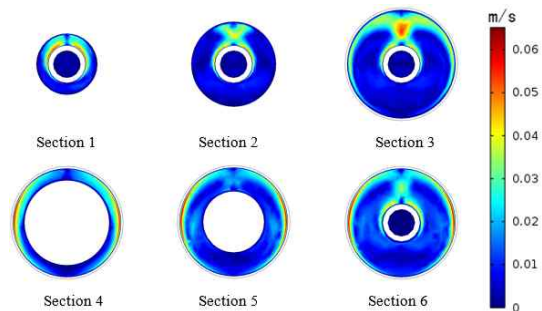 m/s
0.06
0.05
0.04
0.03
0.02
0.01
0
Section 1
Section 2
Section 3
Section 4
Section 5
Section 6